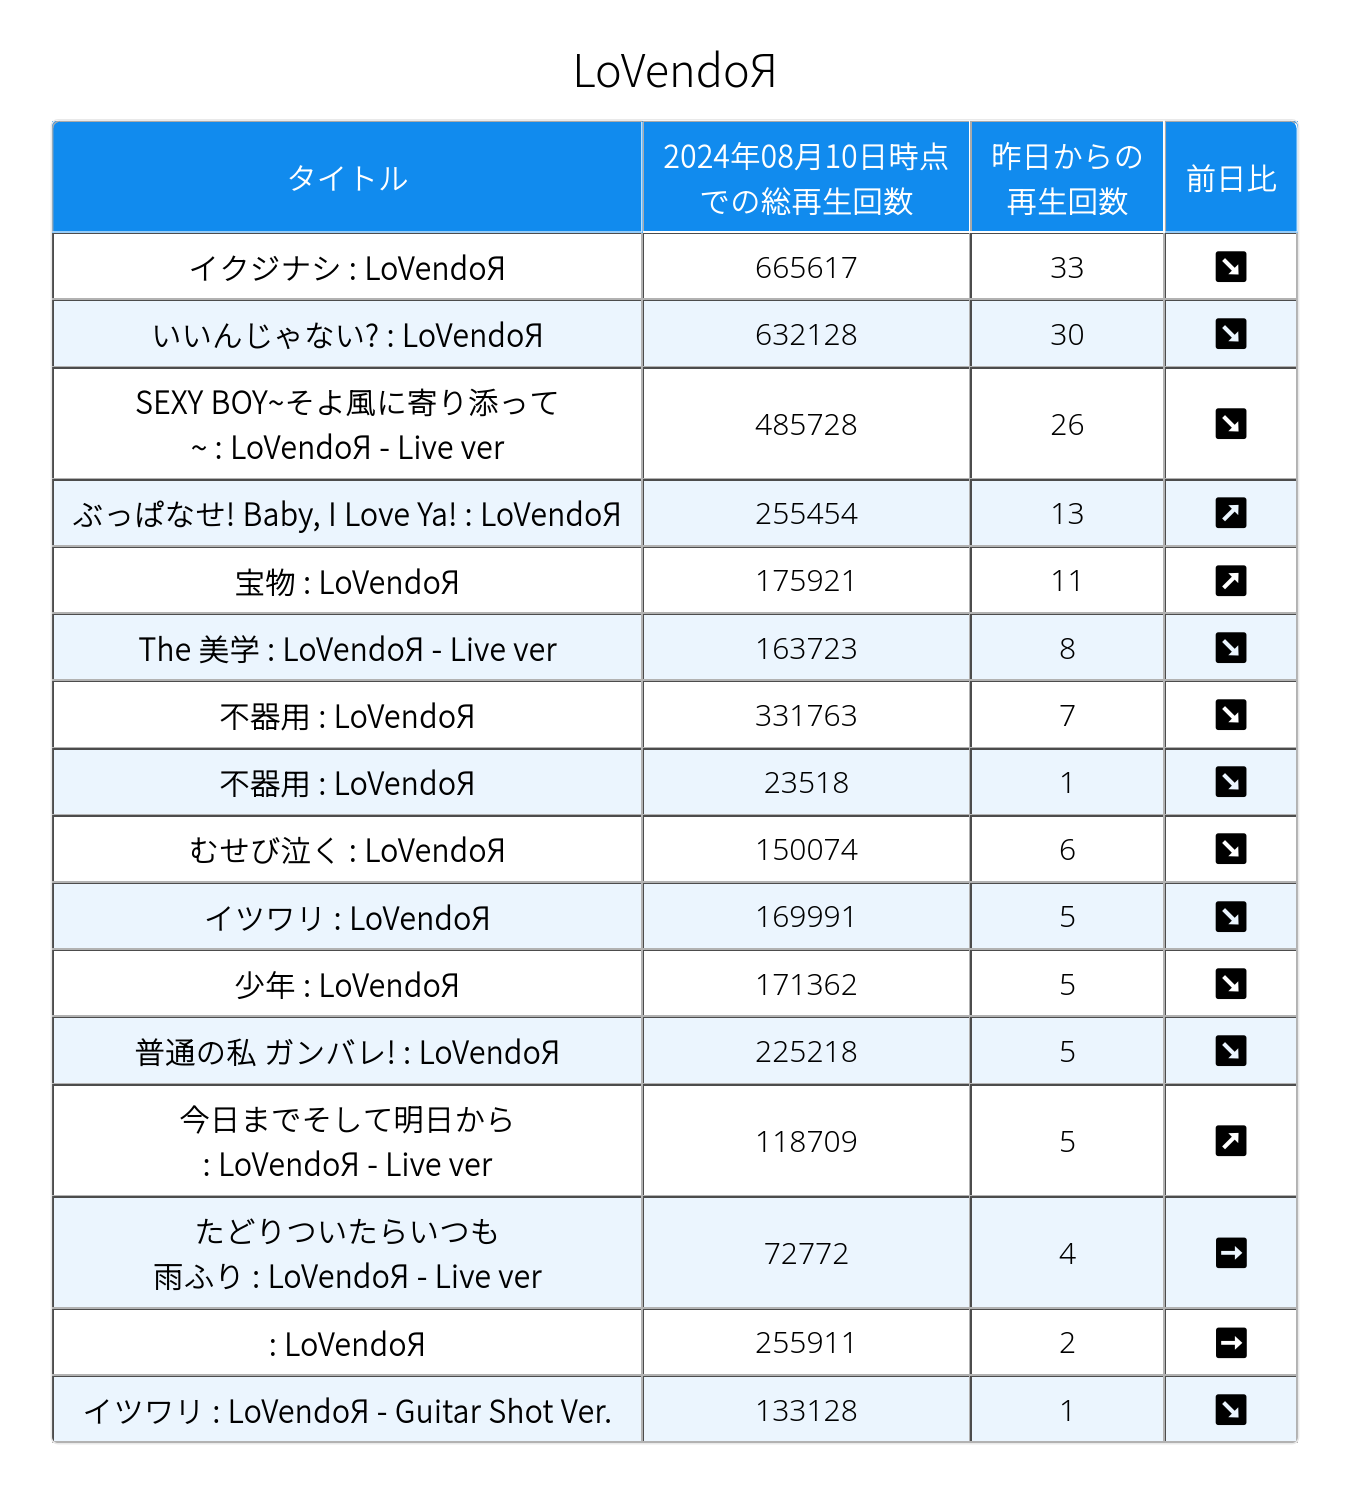 LoVendoЯ
タイトル
2024年08月10日時点
での総再生回数
昨日からの
再生回数
前日比
イクジナシ : LoVendoЯ 665617 33 ↘
いいんじゃない? : LoVendoЯ 632128 30 ↘
SEXY BOY~そよ風に寄り添って
~ : LoVendoЯ - Live ver 485728 26 ↘
ぶっぱなせ! Baby, I Love Ya! : LoVendoЯ 255454 13 ↗
宝物 : LoVendoЯ 175921 11 ↗
The 美学 : LoVendoЯ - Live ver 163723 8 ↘
不器用 : LoVendoЯ 331763 7 ↘
不器用 : LoVendoЯ 23518 1 ↘
むせび泣く : LoVendoЯ 150074 6 ↘
イツワリ : LoVendoЯ 169991 5 ↘
少年 : LoVendoЯ 171362 5 ↘
普通の私 ガンバレ! : LoVendoЯ 225218 5 ↘
今日までそして明日から
: LoVendoЯ - Live ver 118709 5 ↗
たどりついたらいつも
雨ふり : LoVendoЯ - Live ver 72772 4 →
: LoVendoЯ 255911 2 →
イツワリ : LoVendoЯ - Guitar Shot Ver. 133128 1 ↘